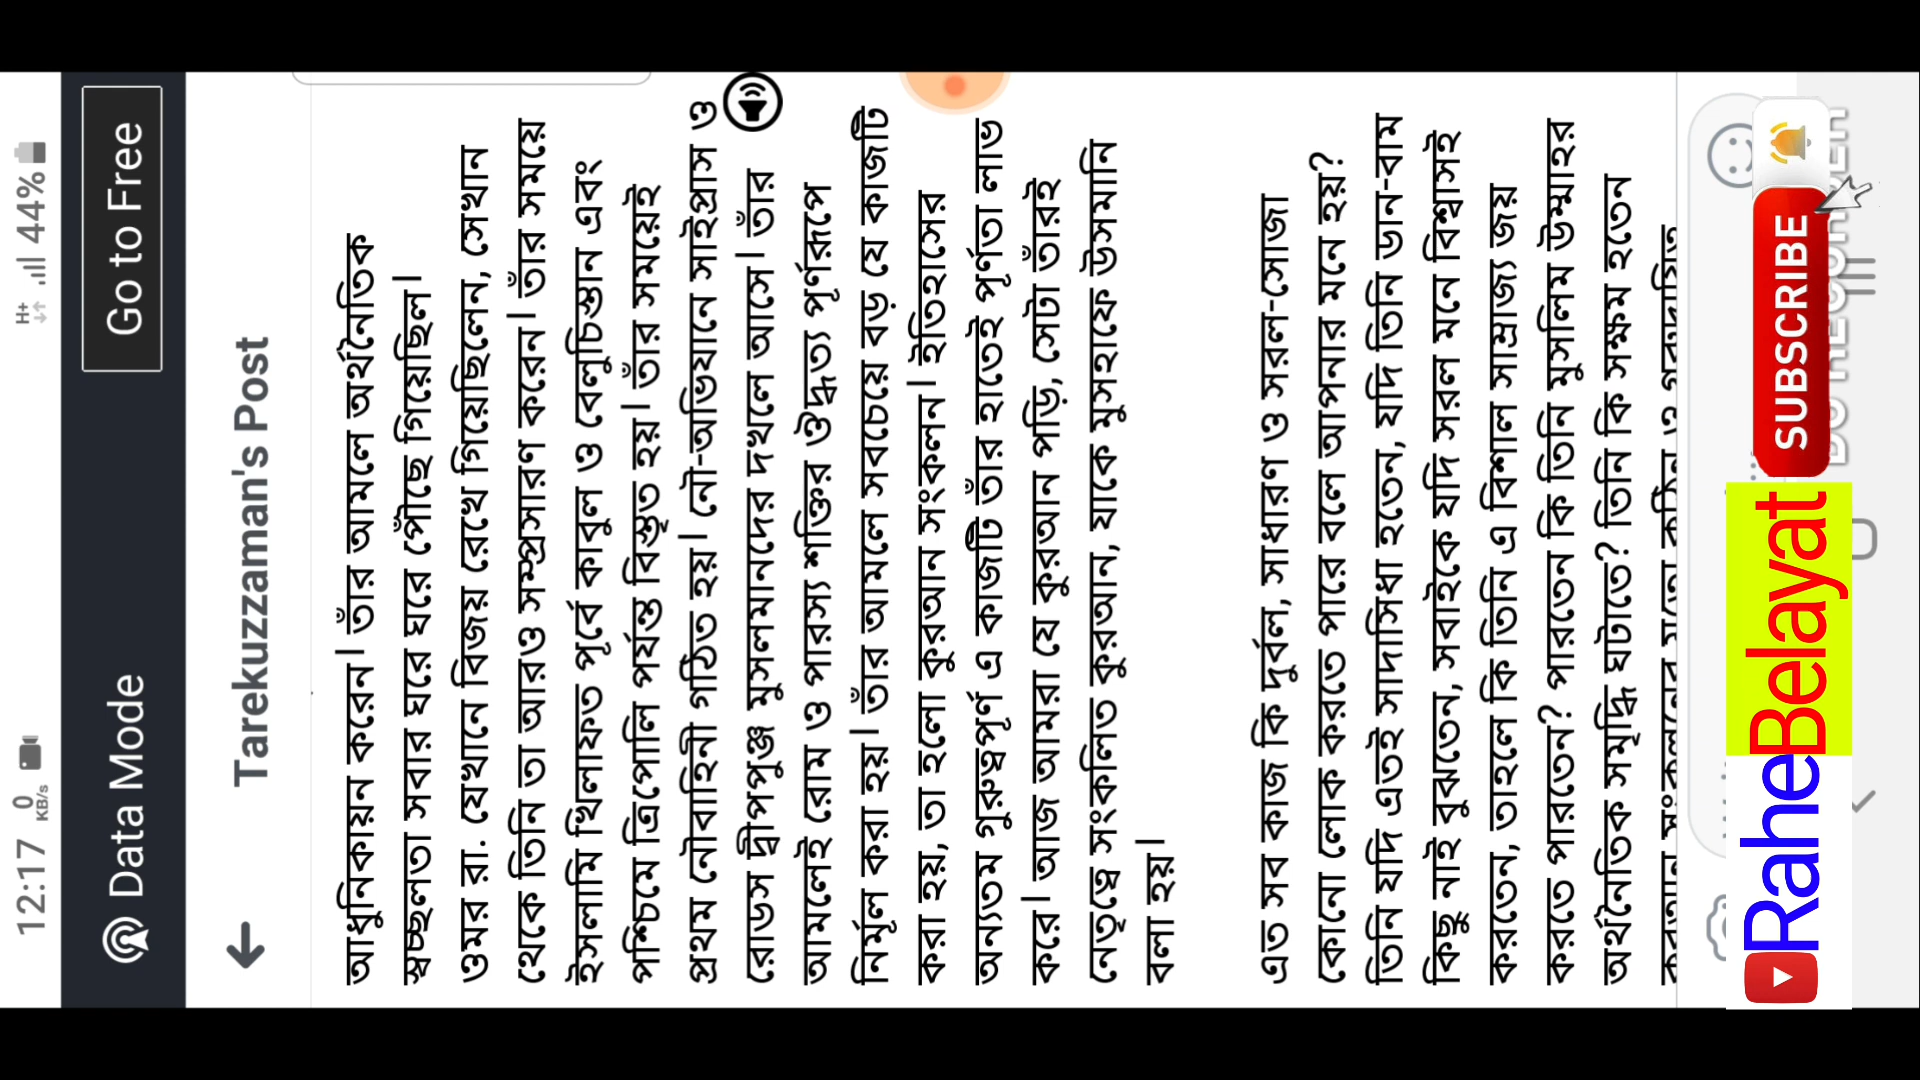 12:17
0 KB/s
H+
44%
Data Mode
Go to Free
Tarekuzzaman's Post
আধুনিকায়ন করেন। তাঁর আমলে অর্থনৈতিক
স্বচ্ছলতা সবার ঘরে ঘরে পৌঁছে গিয়েছিল।
ওমর রা. যেখানে বিজয় রেখে গিয়েছিলেন, সেখান
থেকে তিনি তা আরও সম্প্রসারণ করেন। তাঁর সময়ে
ইসলামি খিলাফত পূর্বে কাবুল ও বেলুচিস্তান এবং
পশ্চিমে ত্রিপোলি পর্যন্ত বিস্তৃত হয়। তাঁর সময়েই
প্রথম নৌবাহিনী গঠিত হয়। নৌ-অভিযানে সাইপ্রাস ও
রোডস দ্বীপপুঞ্জ মুসলমানদের দখলে আসে। তাঁর
আমলেই রোম ও পারস্য শক্তির ঔদ্ধত্য পূর্ণরূপে
নির্মূল করা হয়। তাঁর আমলে সবচেয়ে বড় যে কাজটি
করা হয়, তা হলো কুরআন সংকলন। ইতিহাসের
অন্যতম গুরুত্বপূর্ণ এ কাজটি তাঁর হাতেই পূর্ণতা লাভ
করে। আজ আমরা যে কুরআন পড়ি, সেটা তাঁরই
নেতৃত্বে সংকলিত কুরআন, যাকে মুসহাফে উসমানি
বলা হয়।
এত সব কাজ কি দুর্বল, সাধারণ ও সরল-সোজা
কোনো লোক করতে পারে বলে আপনার মনে হয়?
তিনি যদি এতই সাদাসিধা হতেন, যদি তিনি ডান-বাম
কিছু নাই বুঝতেন, সবাইকে যদি সরল মনে বিশ্বাসই
করতেন, তাহলে কি তিনি এ বিশাল সাম্রাজ্য জয়
করতে পারতেন? পারতেন কি তিনি মুসলিম উম্মাহর
অর্থনৈতিক সমৃদ্ধি ঘটাতে? তিনি কি সক্ষম হতেন
RaheBelayat
SUBSCRIBE